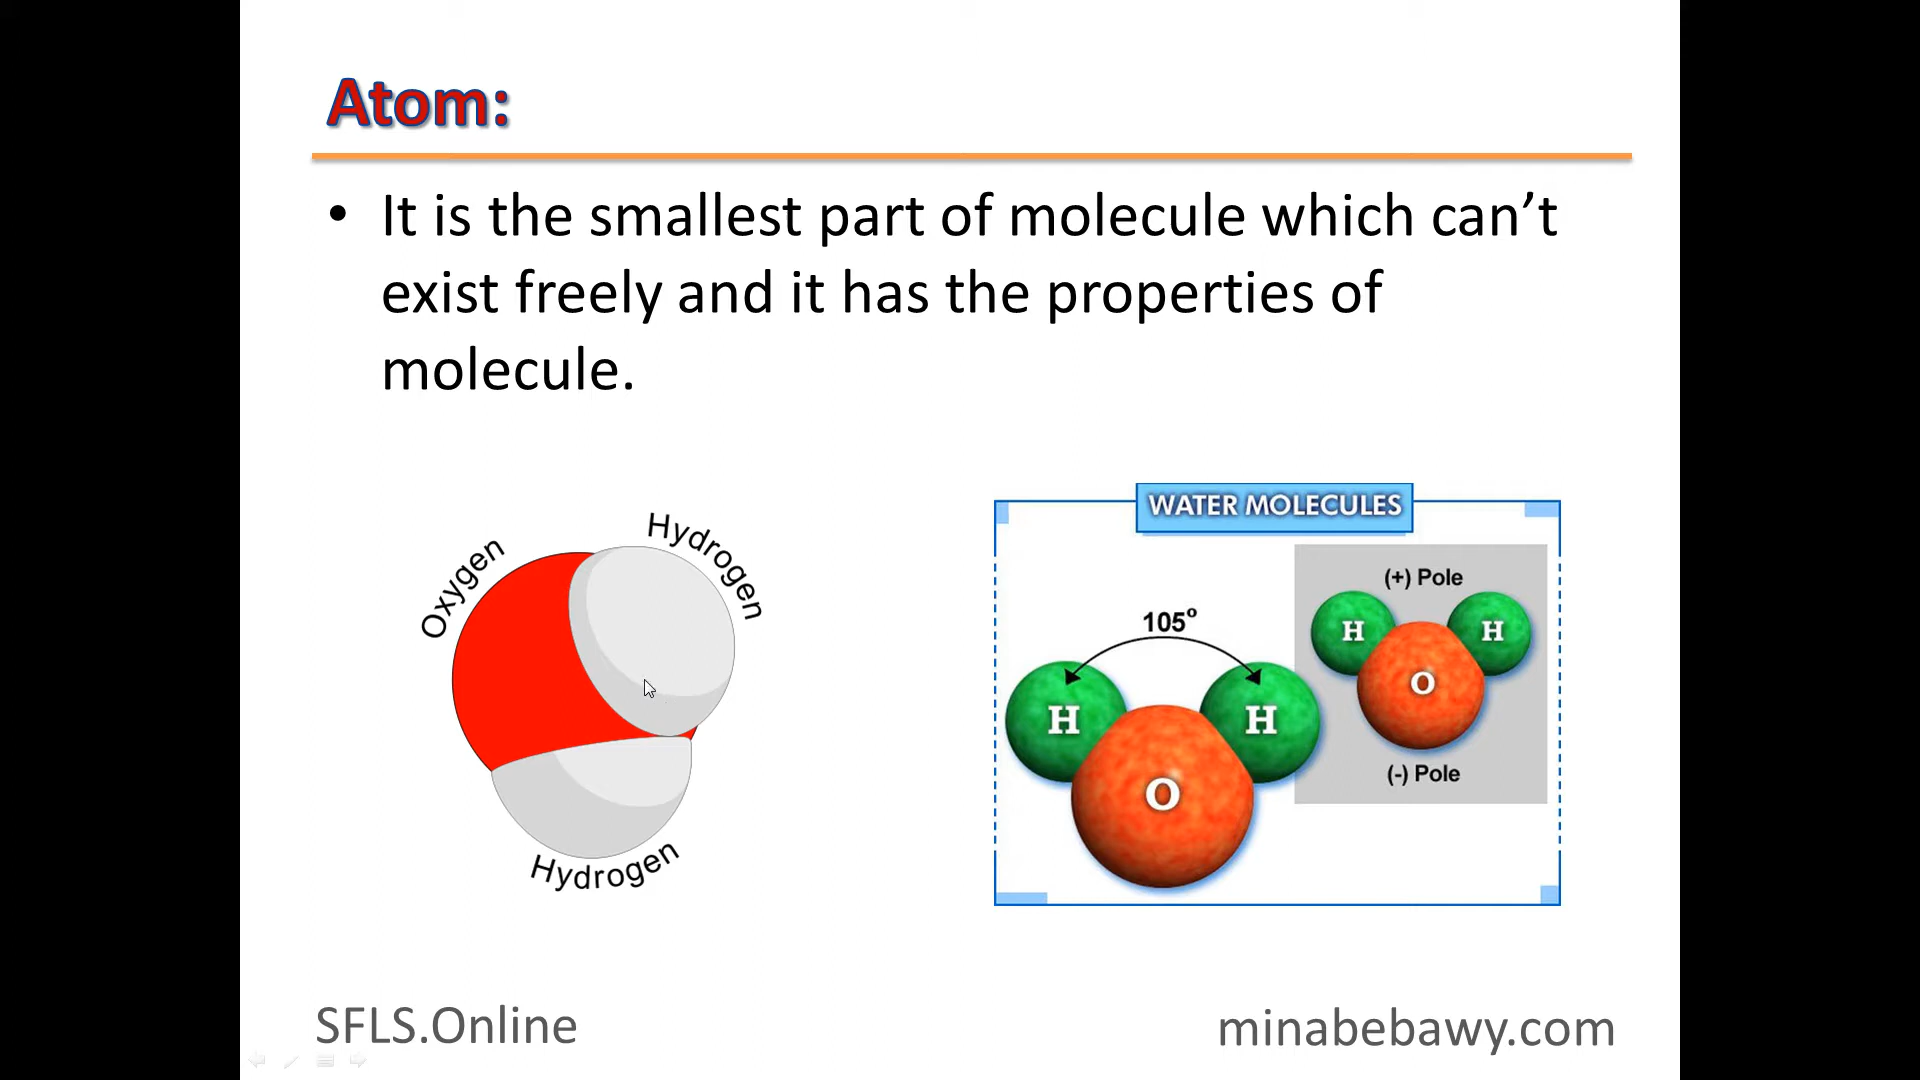 Atom:
• It is the smallest part of molecule which can’t
exist freely and it has the properties of
molecule.
Oxygen
Hydrogen
Hydrogen
WATER MOLECULES
105°
H
H
O
(+) Pole
H
H
O
(-) Pole
SFLS.Online
minabebawy.com